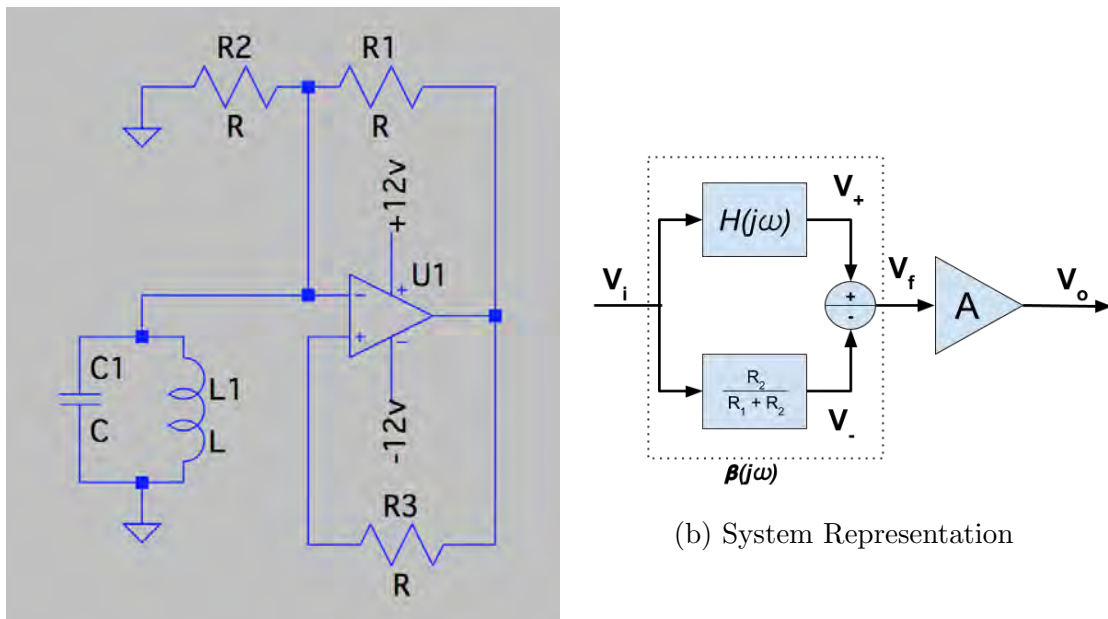 R2
R1
R
R
+12v
U1
−
+
+
−
C1
L1
C
L
-12v
R3
R
H(jω)
V+
Vi
+
-
Vf
A
Vo
R2
R1 + R2
V-
β(jω)
(b) System Representation